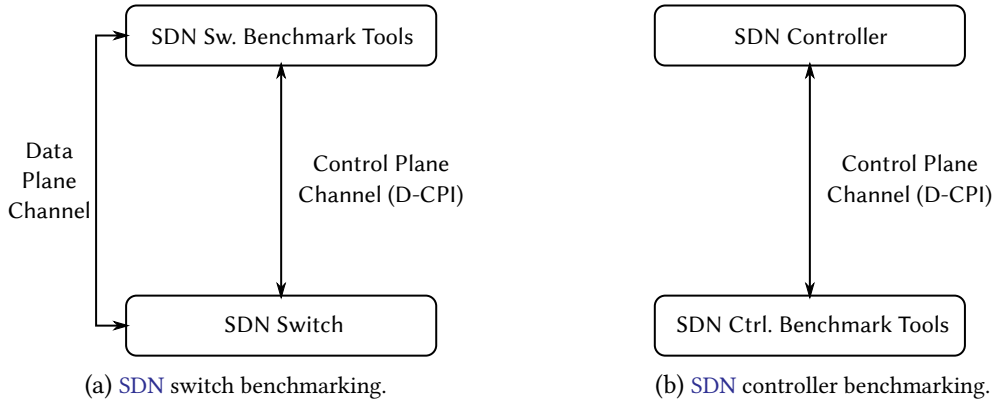 SDN Sw. Benchmark Tools
Data
Plane
Channel
Control Plane
Channel (D-CPI)
SDN Switch
(a) SDN switch benchmarking.
SDN Controller
Control Plane
Channel (D-CPI)
SDN Ctrl. Benchmark Tools
(b) SDN controller benchmarking.